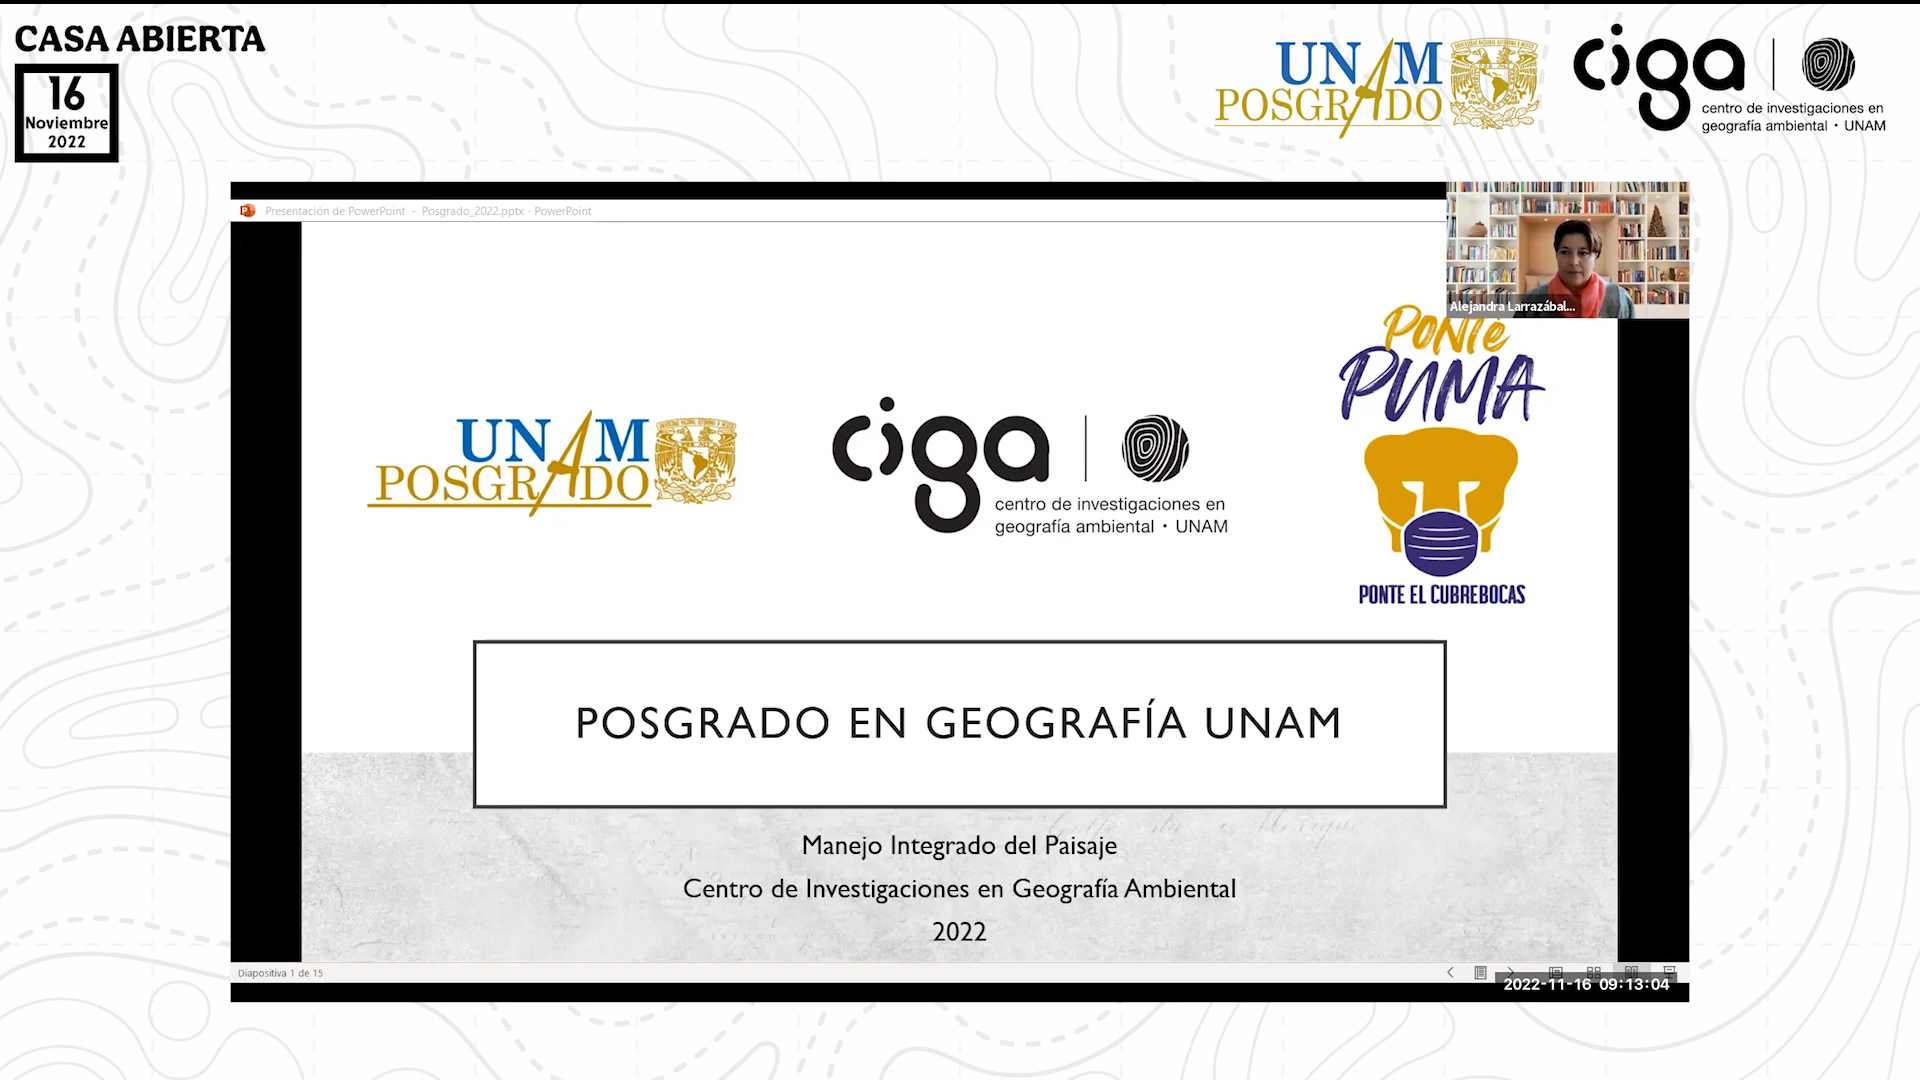 CASA ABIERTA
16
Noviembre
2022
UNAM
POSGRADO
ciga
centro de investigaciones en
geografía ambiental • UNAM
Presentación de PowerPoint - Posgrado_2022.pptx - PowerPoint
Alejandra Larrazábal...
PONTE
PUMA
UNAM
POSGRADO
ciga
centro de investigaciones en
geografía ambiental • UNAM
PONTE EL CUBREBOCAS
POSGRADO EN GEOGRAFÍA UNAM
Manejo Integrado del Paisaje
Centro de Investigaciones en Geografía Ambiental
2022
Diapositiva 1 de 15
2022-11-16 09:13:04